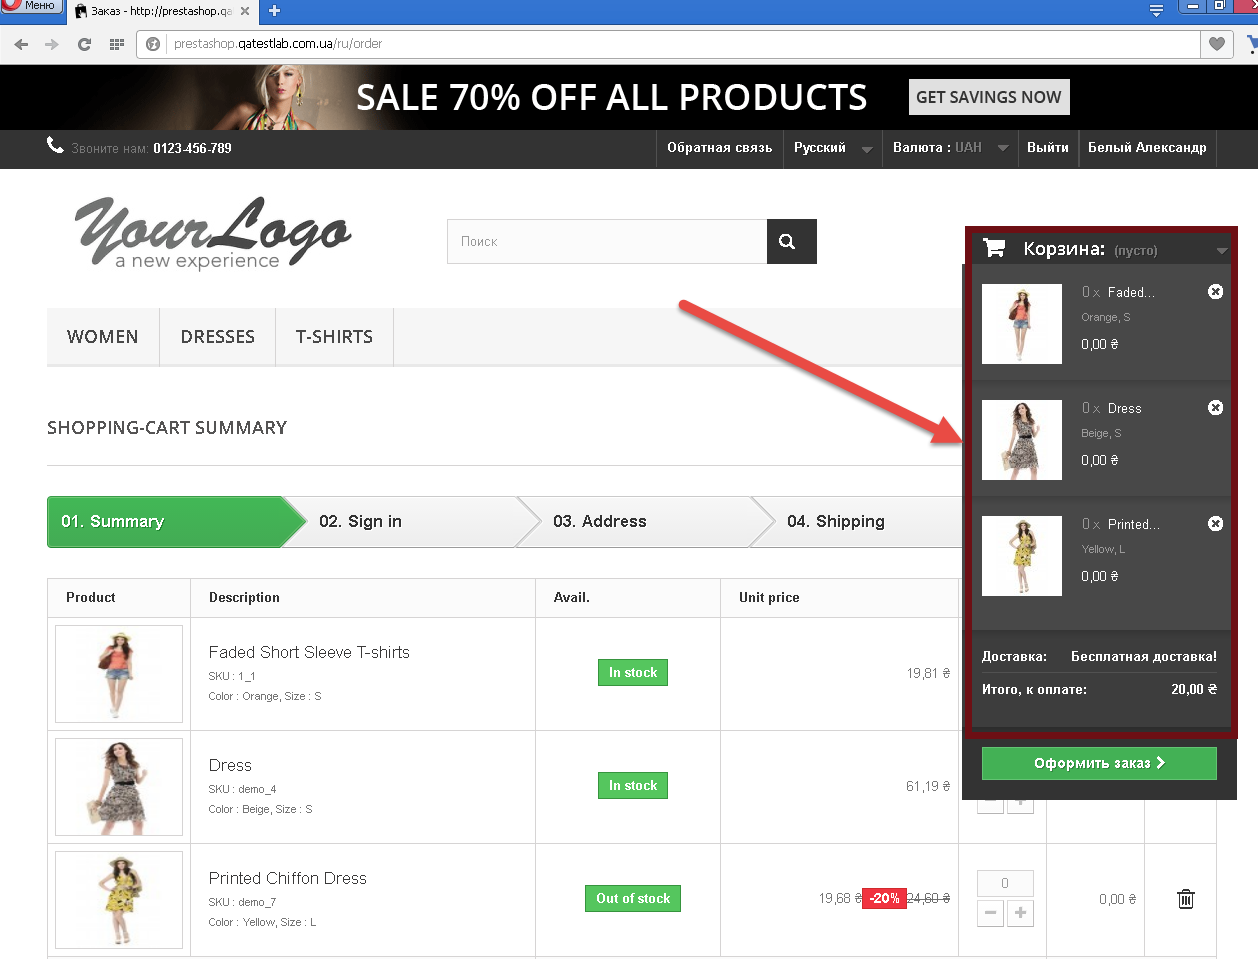 Меню
Заказ - http://prestashop.qa
prestashop.qatestlab.com.ua/ru/order
SALE 70% OFF ALL PRODUCTS
GET SAVINGS NOW
Звоните нам: 0123-456-789
Обратная связь
Русский
Валюта : UAH
Выйти
Белый Александр
YourLogo
a new experience
Поиск
Корзина: (пусто)
0 x Faded...
Orange, S
0,00 ₴
0 x Dress
Beige, S
0,00 ₴
0 x Printed...
Yellow, L
0,00 ₴
Доставка: Бесплатная доставка!
Итого, к оплате: 20,00 ₴
Оформить заказ
WOMEN
DRESSES
T-SHIRTS
SHOPPING-CART SUMMARY
01. Summary
02. Sign in
03. Address
04. Shipping
Product
Description
Avail.
Unit price
Faded Short Sleeve T-shirts
SKU : 1_1
Color : Orange, Size : S
In stock
19,81 ₴
Dress
SKU : demo_4
Color : Beige, Size : S
In stock
61,19 ₴
Printed Chiffon Dress
SKU : demo_7
Color : Yellow, Size : L
Out of stock
19,68 ₴ -20% 24,60 ₴
0
0,00 ₴